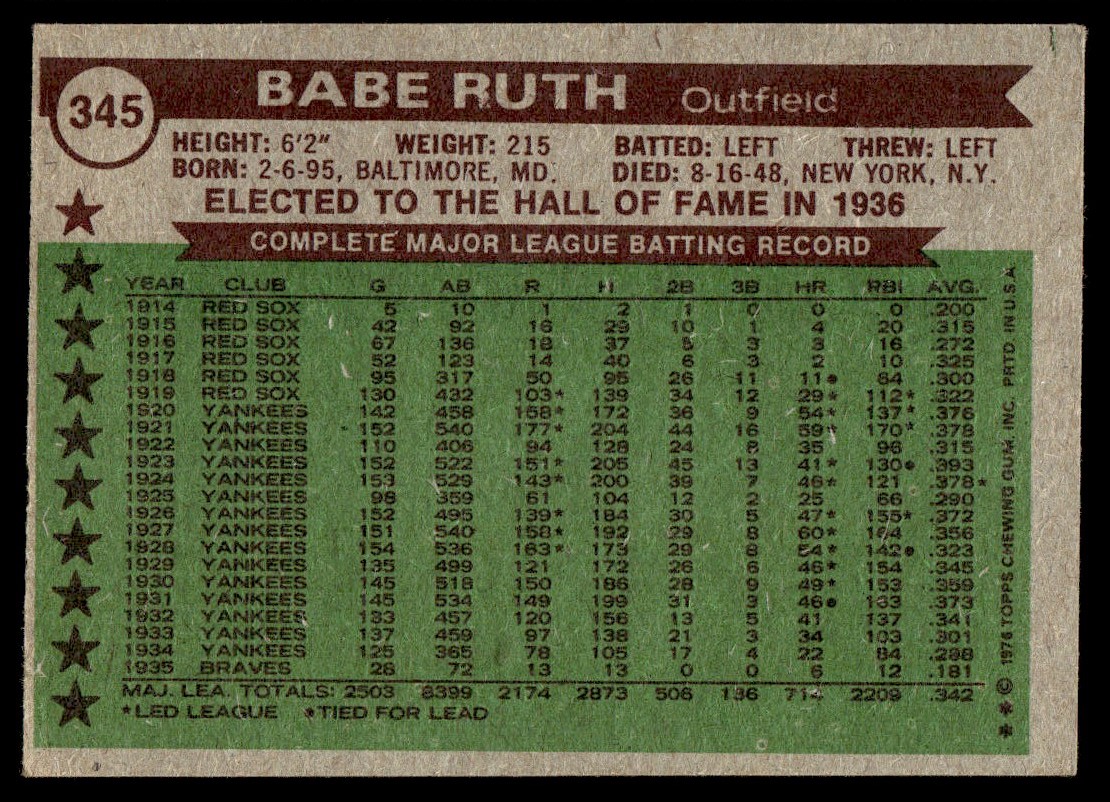 345 BABE RUTH Outfield
HEIGHT: 6'2" WEIGHT: 215 BATTED: LEFT THREW: LEFT
BORN: 2-6-95, BALTIMORE, MD. DIED: 8-16-48, NEW YORK, N.Y.
ELECTED TO THE HALL OF FAME IN 1936
COMPLETE MAJOR LEAGUE BATTING RECORD
YEAR CLUB G AB R H 2B 3B HR RBI AVG.
1914 RED SOX 5 10 1 2 1 0 0 0 .200
1915 RED SOX 42 92 16 29 10 1 4 20 .315
1916 RED SOX 67 136 18 37 5 3 3 16 .272
1917 RED SOX 52 123 14 40 6 3 2 10 .325
1918 RED SOX 95 317 50 95 26 11 11• 64 .300
1919 RED SOX 130 432 103* 139 34 12 29* 112* .322
1920 YANKEES 142 458 158* 172 36 9 54* 137* .376
1921 YANKEES 152 540 177* 204 44 16 59* 170* .378
1922 YANKEES 110 406 94 128 24 8 35 96 .315
1923 YANKEES 152 522 151* 205 45 13 41* 130• .393
1924 YANKEES 153 529 143* 200 39 7 46* 121 .378*
1925 YANKEES 98 359 61 104 12 2 25 66 .290
1926 YANKEES 152 495 139* 184 30 5 47* 155* .372
1927 YANKEES 151 540 158* 192 29 8 60* 164 .356
1928 YANKEES 154 536 163* 173 29 8 54* 142• .323
1929 YANKEES 135 499 121 172 26 6 46* 154 .345
1930 YANKEES 145 518 150 186 28 9 49* 153 .359
1931 YANKEES 145 534 149 199 31 3 46• 163 .373
1932 YANKEES 133 457 120 156 13 5 41 137 .341
1933 YANKEES 137 459 97 138 21 3 34 103 .301
1934 YANKEES 125 365 78 105 17 4 22 84 .288
1935 BRAVES 28 72 13 13 0 0 6 12 .181
MAJ. LEA. TOTALS: 2503 8399 2174 2873 506 136 714 2209 .342
*LED LEAGUE •TIED FOR LEAD
**© 1976 TOPPS CHEWING GUM, INC. PRTD IN U.S.A.